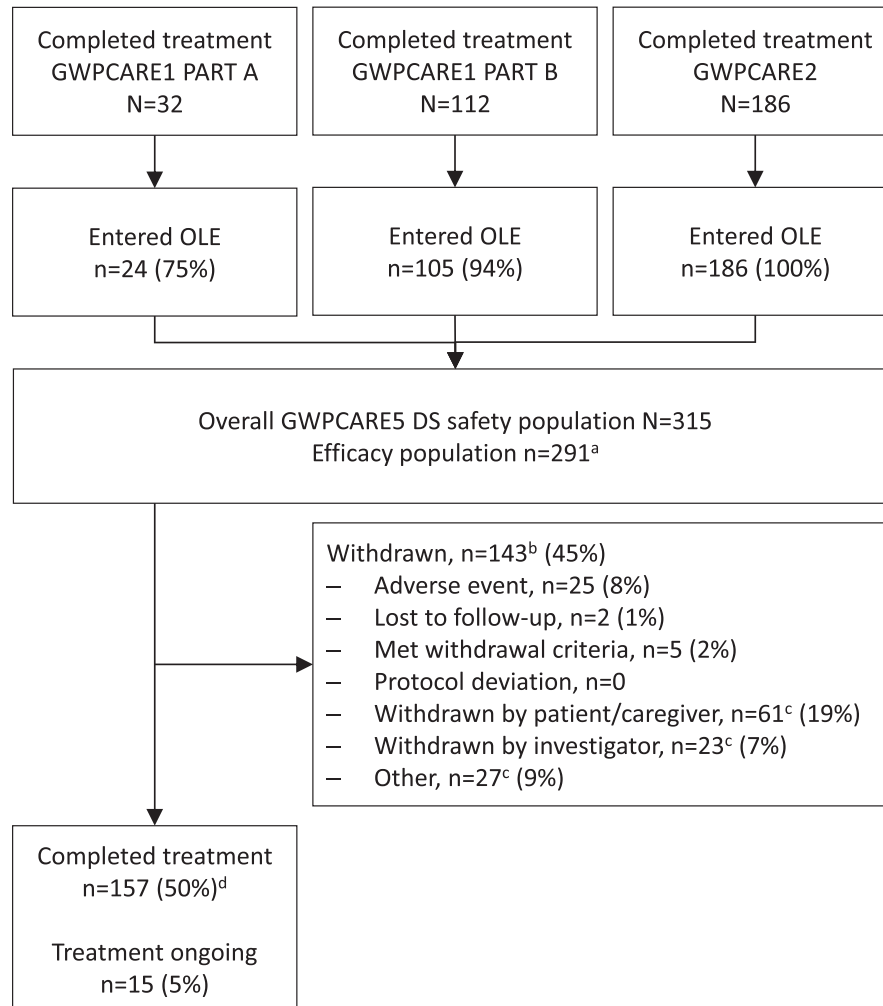 Completed treatment
GWPCARE1 PART A
N=32
Completed treatment
GWPCARE1 PART B
N=112
Completed treatment
GWPCARE2
N=186
Entered OLE
n=24 (75%)
Entered OLE
n=105 (94%)
Entered OLE
n=186 (100%)
Overall GWPCARE5 DS safety population N=315
Efficacy population n=291ᵃ
Withdrawn, n=143ᵇ (45%)
– Adverse event, n=25 (8%)
– Lost to follow-up, n=2 (1%)
– Met withdrawal criteria, n=5 (2%)
– Protocol deviation, n=0
– Withdrawn by patient/caregiver, n=61ᶜ (19%)
– Withdrawn by investigator, n=23ᶜ (7%)
– Other, n=27ᶜ (9%)
Completed treatment
n=157 (50%)ᵈ
Treatment ongoing
n=15 (5%)